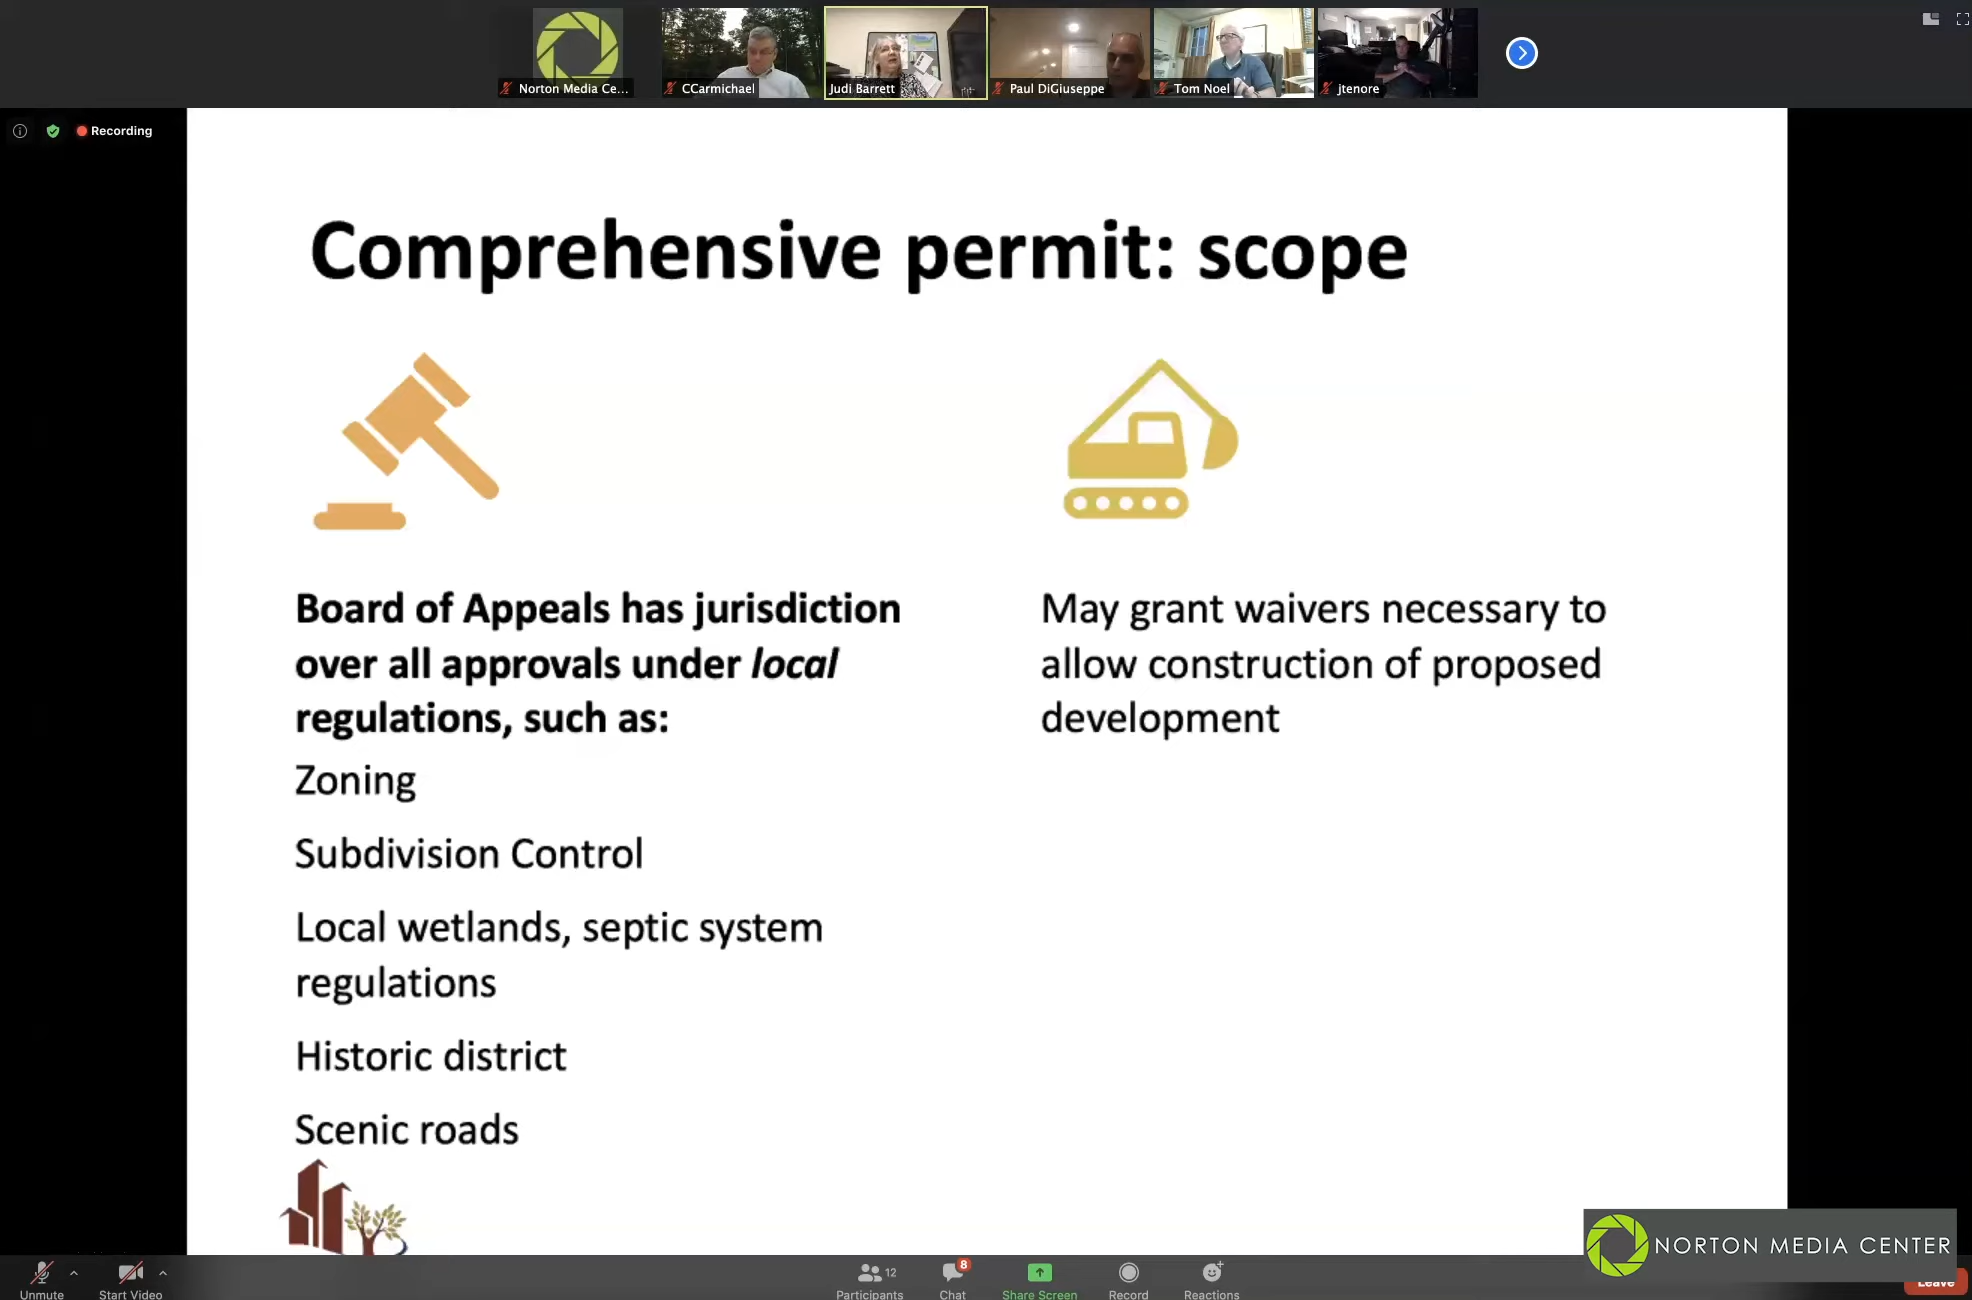 Norton Media Ce...
CCarmichael
Judi Barrett
Paul DiGiuseppe
Tom Noel
jtenore
Recording
Comprehensive permit: scope
Board of Appeals has jurisdiction
over all approvals under local
regulations, such as:
Zoning
Subdivision Control
Local wetlands, septic system
regulations
Historic district
Scenic roads
May grant waivers necessary to
allow construction of proposed
development
NORTON MEDIA CENTER
Unmute
Start Video
12
Participants
8
Chat
Share Screen
Record
Reactions
Leave